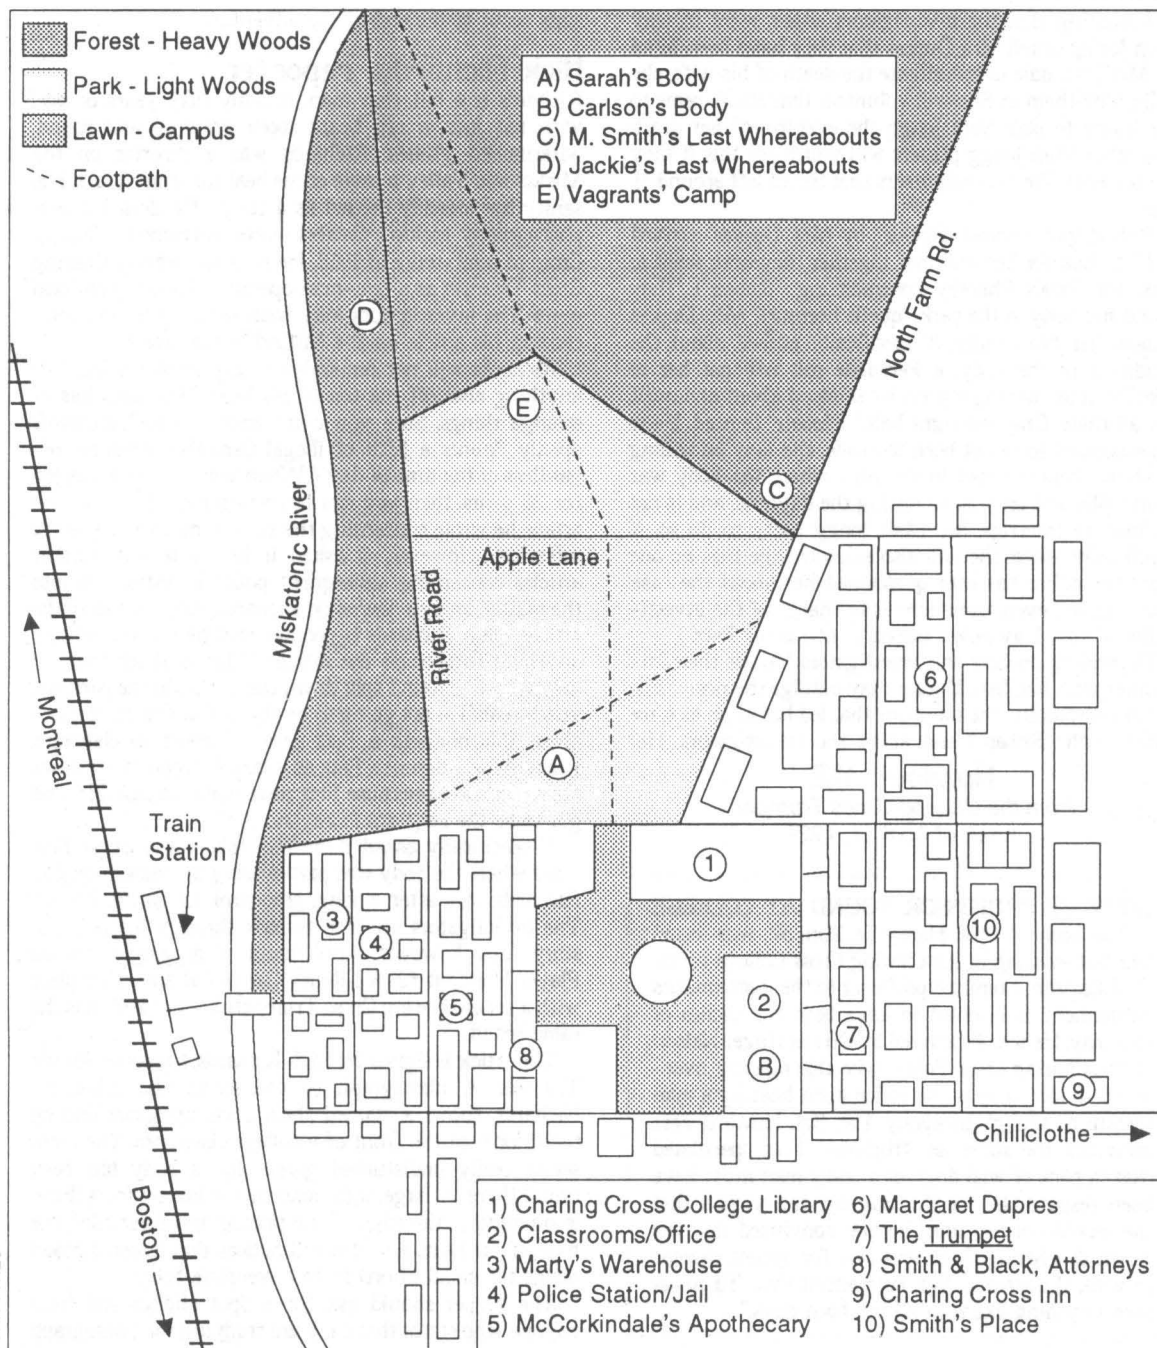 Forest - Heavy Woods
Park - Light Woods
Lawn - Campus
Footpath
A) Sarah's Body
B) Carlson's Body
C) M. Smith's Last Whereabouts
D) Jackie's Last Whereabouts
E) Vagrants' Camp
North Farm Rd.
D
E
C
Miskatonic River
River Road
Apple Lane
Montreal
6
A
Train
Station
1
3
4
10
5
2
7
8
B
9
Chilliclothe
Boston
1) Charing Cross College Library
2) Classrooms/Office
3) Marty's Warehouse
4) Police Station/Jail
5) McCorkindale's Apothecary
6) Margaret Dupres
7) The Trumpet
8) Smith & Black, Attorneys
9) Charing Cross Inn
10) Smith's Place